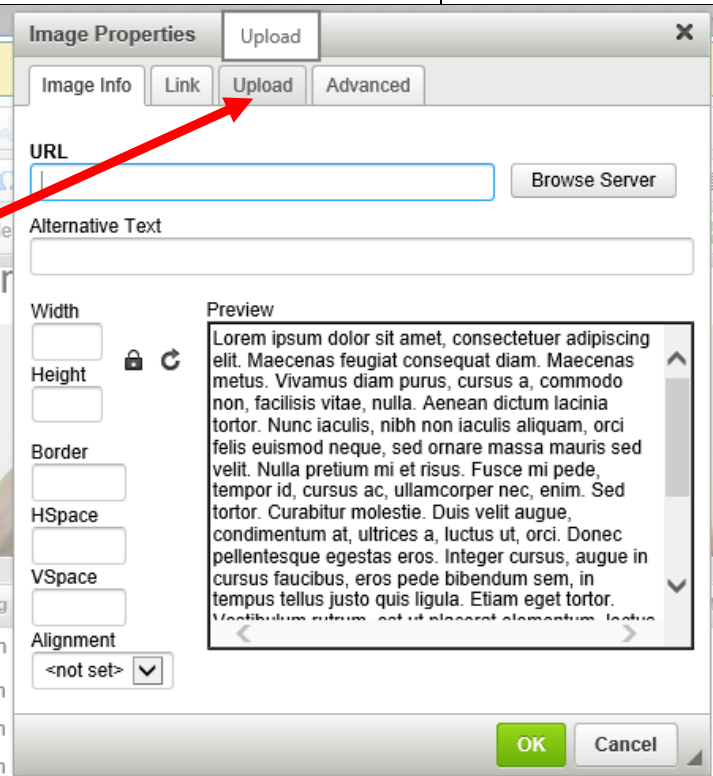 Image Properties
Upload
Image Info
Link
Upload
Advanced
URL
Browse Server
Alternative Text
Width
Preview
Height
Border
HSpace
VSpace
Alignment
<not set>
Lorem ipsum dolor sit amet, consectetuer adipiscing
elit. Maecenas feugiat consequat diam. Maecenas
metus. Vivamus diam purus, cursus a, commodo
non, facilisis vitae, nulla. Aenean dictum lacinia
tortor. Nunc iaculis, nibh non iaculis aliquam, orci
felis euismod neque, sed ornare massa mauris sed
velit. Nulla pretium mi et risus. Fusce mi pede,
tempor id, cursus ac, ullamcorper nec, enim. Sed
tortor. Curabitur molestie. Duis velit augue,
condimentum at, ultrices a, luctus ut, orci. Donec
pellentesque egestas eros. Integer cursus, augue in
cursus faucibus, eros pede bibendum sem, in
tempus tellus justo quis ligula. Etiam eget tortor.
OK
Cancel